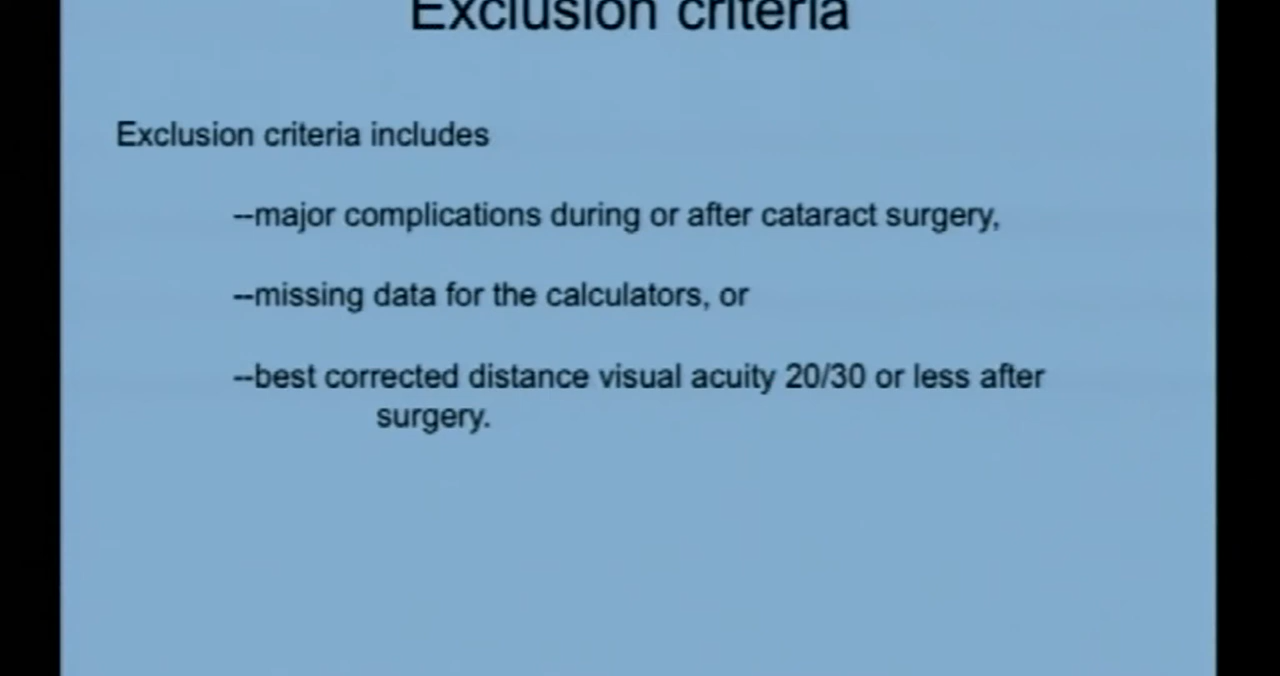 Exclusion criteria
Exclusion criteria includes
--major complications during or after cataract surgery,
--missing data for the calculators, or
--best corrected distance visual acuity 20/30 or less after
surgery.